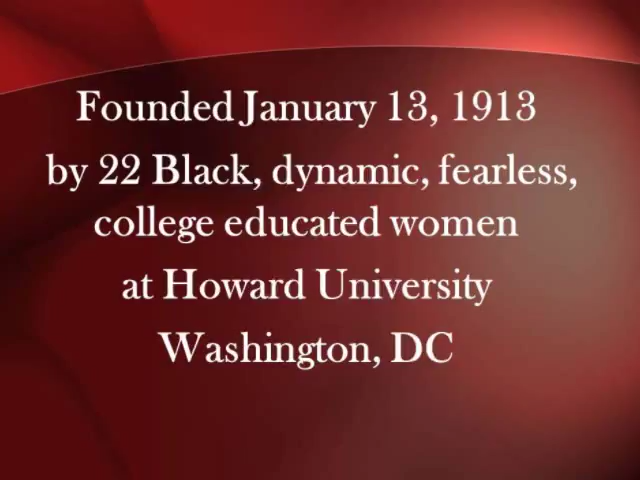 Founded January 13, 1913
by 22 Black, dynamic, fearless,
college educated women
at Howard University
Washington, DC